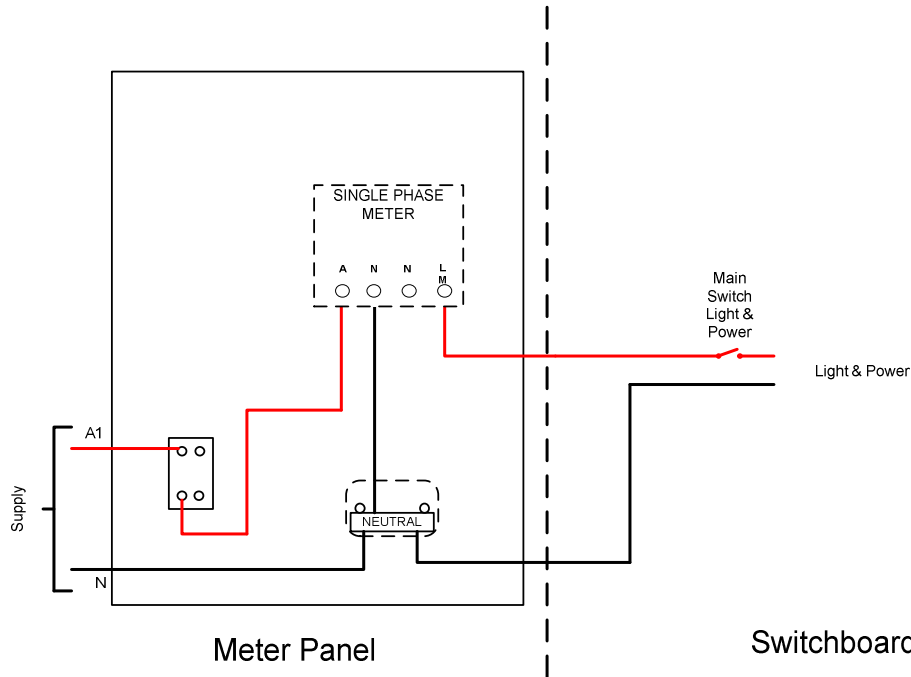 SINGLE PHASE
METER
A N N L
M
Main
Switch
Light &
Power
Light & Power
A1
Supply
NEUTRAL
N
Meter Panel
Switchboard